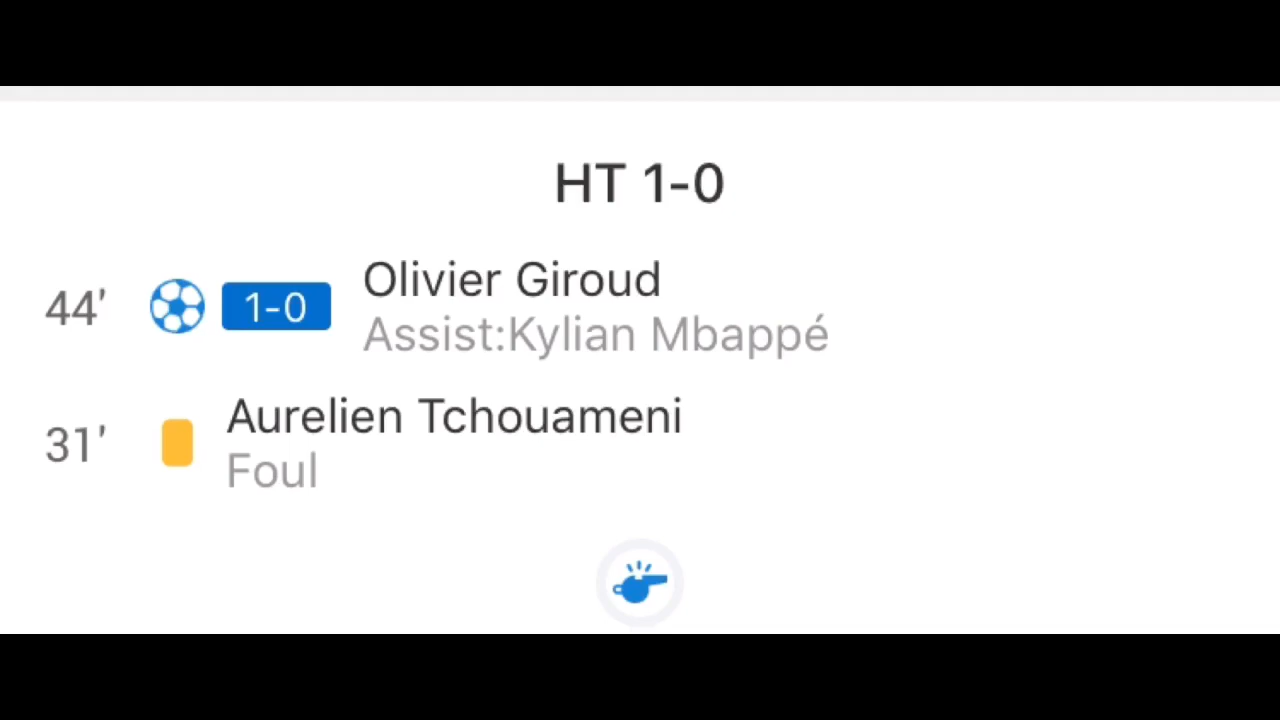 HT 1-0
44’ 1-0 Olivier Giroud
Assist:Kylian Mbappé
31’ Aurelien Tchouameni
Foul